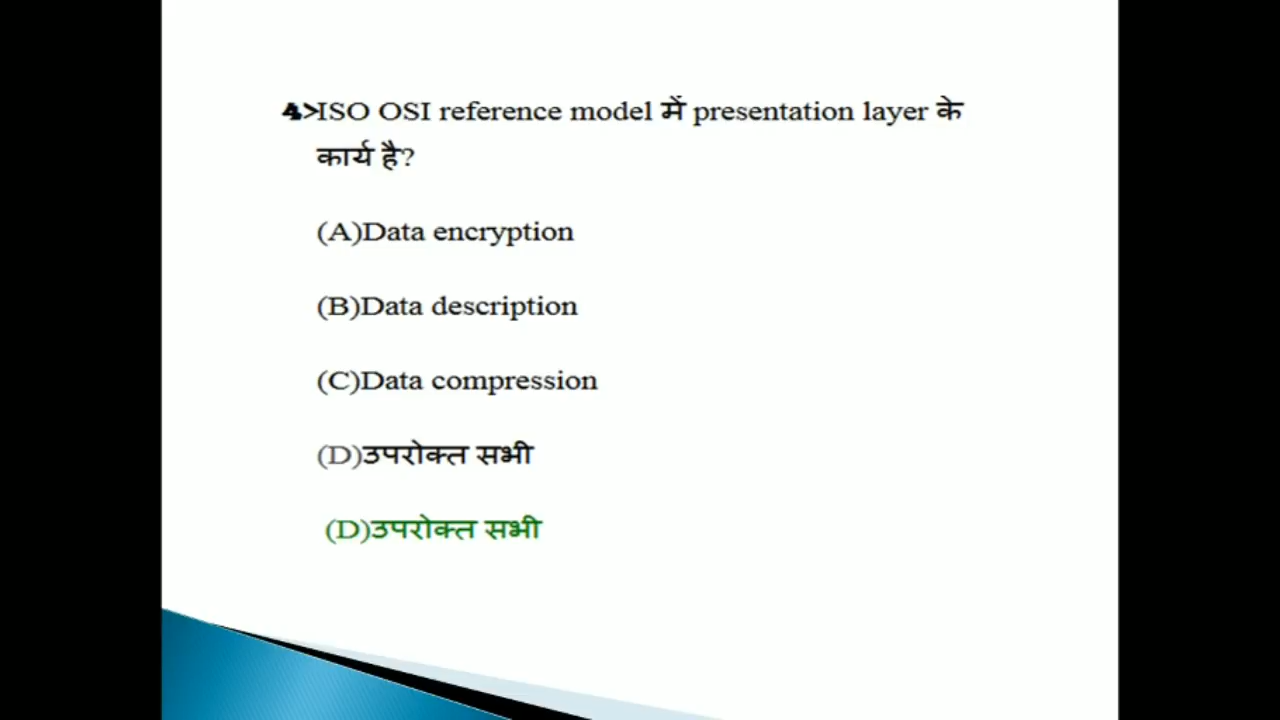 4>ISO OSI reference model में presentation layer के
कार्य है?
(A)Data encryption
(B)Data description
(C)Data compression
(D)उपरोक्त सभी
(D)उपरोक्त सभी